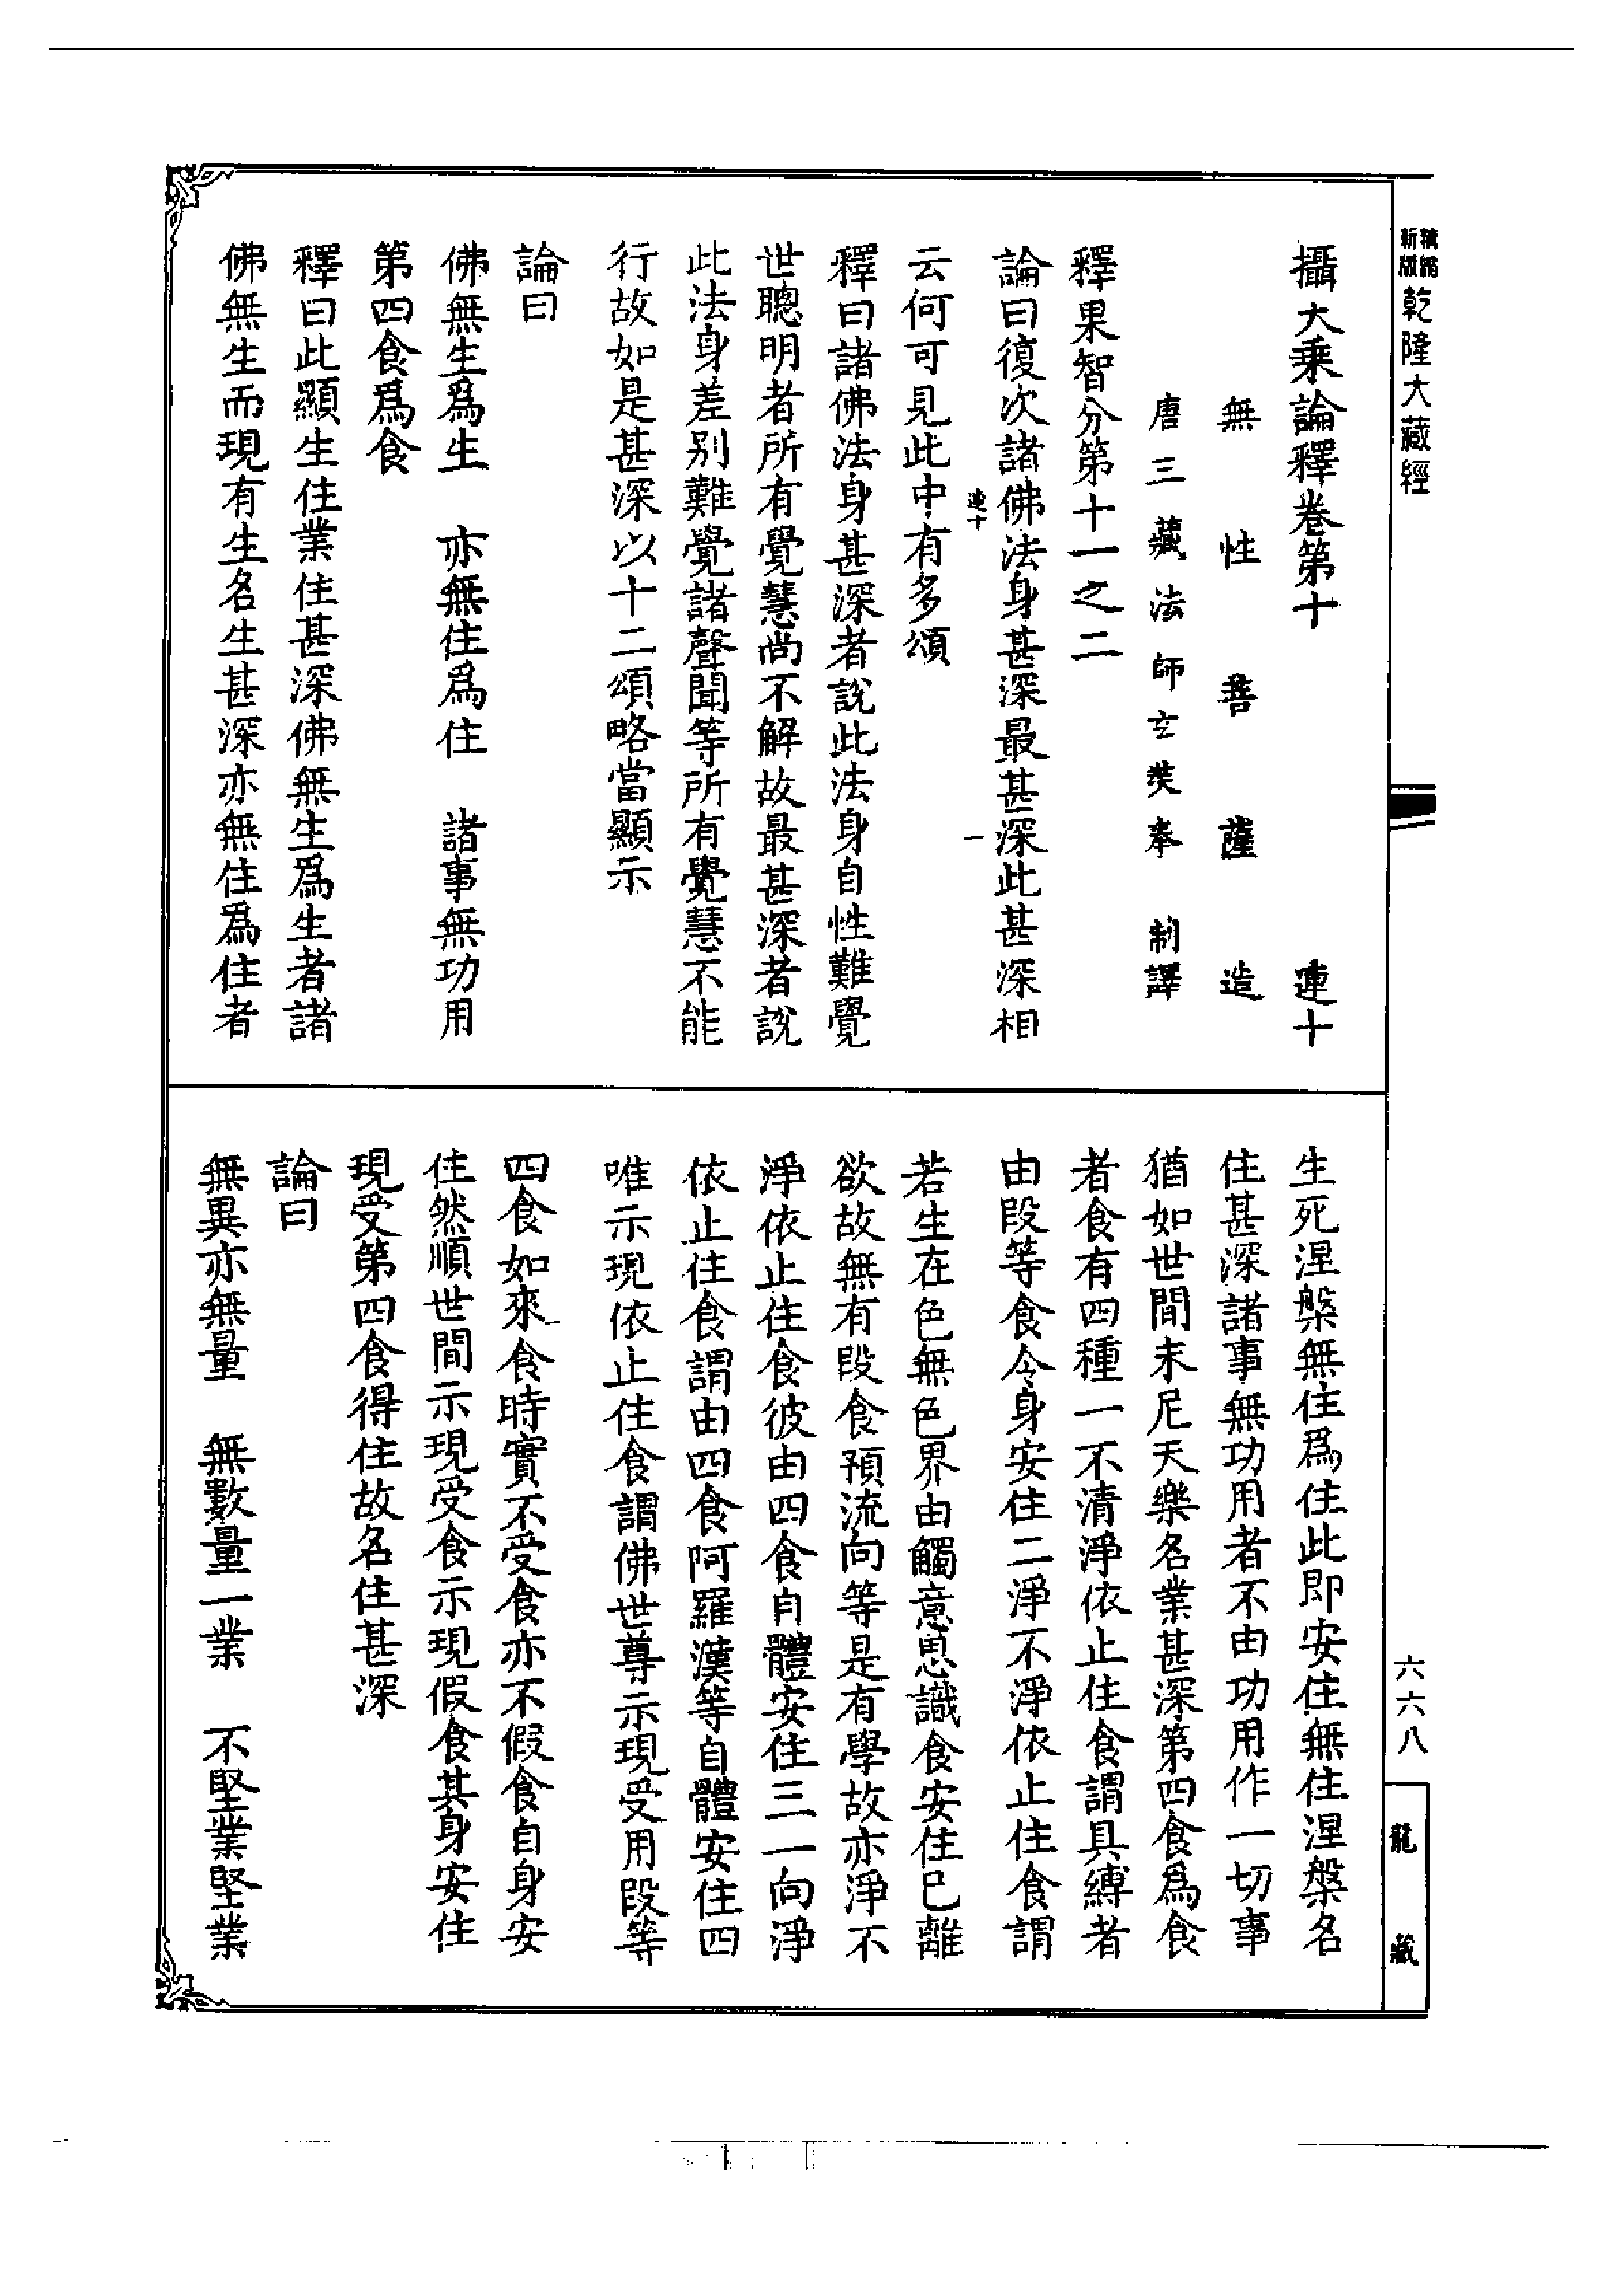 精縮新版乾隆大藏經
攝大乘論釋卷第十 連十
無性菩薩造
唐三藏法師玄奘奉制譯
釋果智分第十一之二
論曰復次諸佛法身甚深最甚深此甚深相
連十 一
云何可見此中有多頌
釋曰諸佛法身甚深者說此法身自性難覺
世聰明者所有覺慧尚不解故最甚深者說
此法身差别難覺諸聲聞等所有覺慧不能
行故如是甚深以十二頌略當顯示
論曰
佛無生爲生 亦無住爲住 諸事無功用
第四食爲食
釋曰此顯生住業住甚深佛無生爲生者諸
佛無生而現有生名生甚深亦無住爲住者
生死涅槃無住爲住此即安住無住涅槃名
住甚深諸事無功用者不由功用作一切事
猶如世間末尼天樂名業甚深第四食爲食
者食有四種一不清淨依止住食謂具縛者
由段等食令身安住二淨不淨依止住食謂
若生在色無色界由觸意思識食安住已離
欲故無有段食預流向等是有學故亦淨不
淨依止住食彼由四食自體安住三一向淨
依止住食謂由四食阿羅漢等自體安住四
唯示現依止住食謂佛世尊示現受用段等
四食如來食時實不受食亦不假食自身安
住然順世間示現受食示現假食其身安住
現受第四食得住故名住甚深
論曰
無異亦無量 無數量一業 不堅業堅業
六六八
龍藏